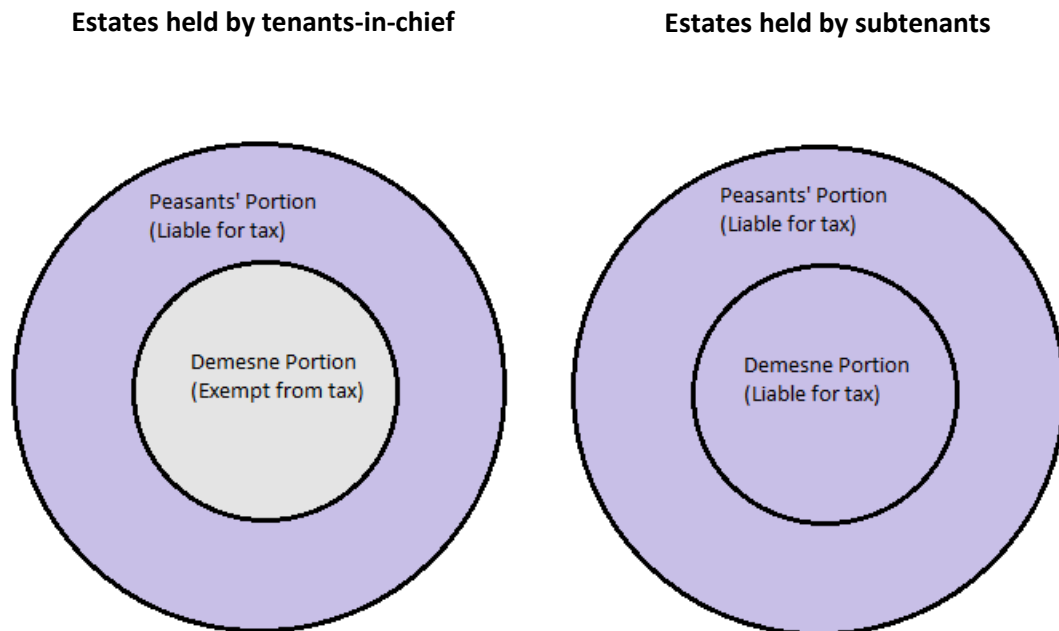 Estates held by tenants-in-chief
Estates held by subtenants
Peasants' Portion
(Liable for tax)
Demesne Portion
(Exempt from tax)
Peasants' Portion
(Liable for tax)
Demesne Portion
(Liable for tax)